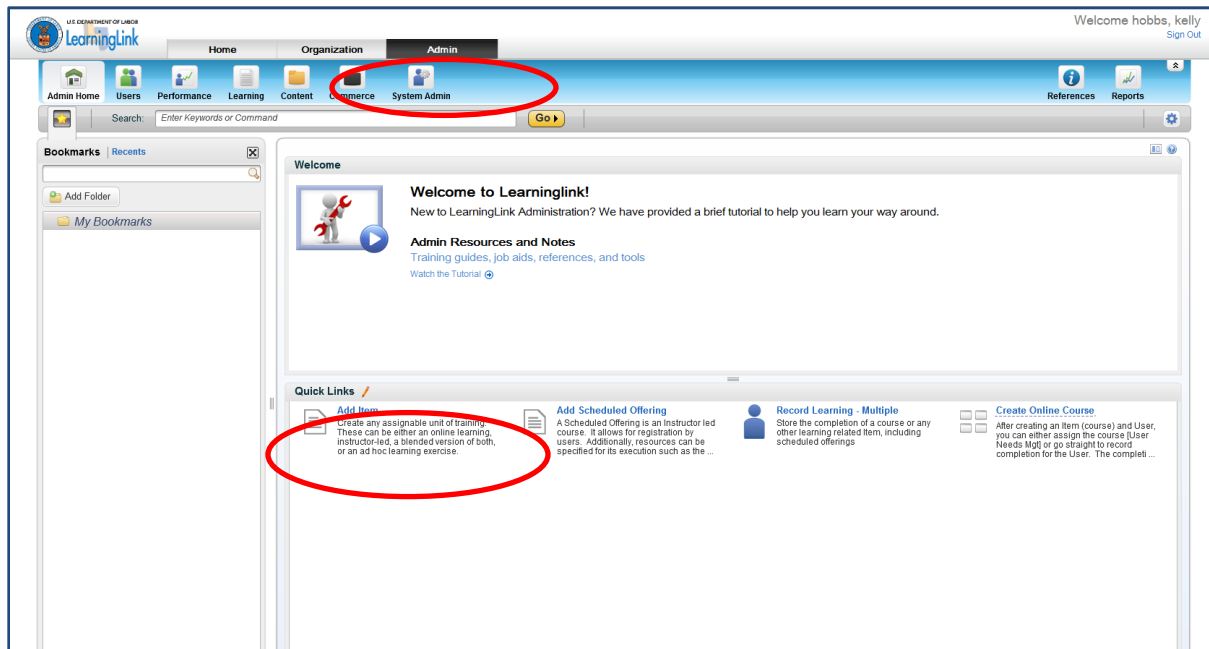 U.S. DEPARTMENT OF LABOR
LearningLink
Welcome hobbs, kelly
Sign Out
Home
Organization
Admin
Admin Home
Users
Performance
Learning
Content
Commerce
System Admin
References
Reports
Search:
Enter Keywords or Command
Go
Bookmarks | Recents
Add Folder
My Bookmarks
Welcome
Welcome to Learninglink!
New to LearningLink Administration? We have provided a brief tutorial to help you learn your way around.
Admin Resources and Notes
Training guides, job aids, references, and tools
Watch the Tutorial
Quick Links
Add Item
Create any assignable unit of training.
These can be either an online learning,
instructor-led, a blended version of both,
or an ad hoc learning exercise.
Add Scheduled Offering
A Scheduled Offering is an Instructor led
course. It allows for registration by
users. Additionally, resources can be
specified for its execution such as the ...
Record Learning - Multiple
Store the completion of a course or any
other learning related Item, including
scheduled offerings
Create Online Course
After creating an Item (course) and User,
you can either assign the course [User
Needs Mgt] or go straight to record
completion for the User. The completi ...